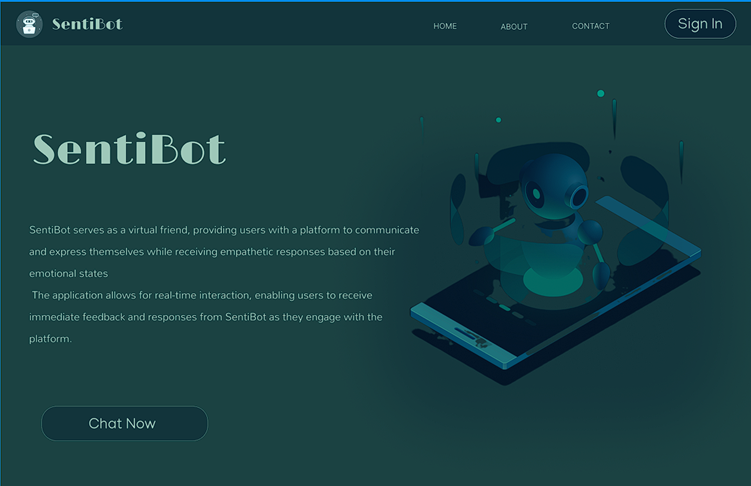 SentiBot
HOME
ABOUT
CONTACT
Sign In
SentiBot
SentiBot serves as a virtual friend, providing users with a platform to communicate
and express themselves while receiving empathetic responses based on their
emotional states
The application allows for real-time interaction, enabling users to receive
immediate feedback and responses from SentiBot as they engage with the
platform.
Chat Now